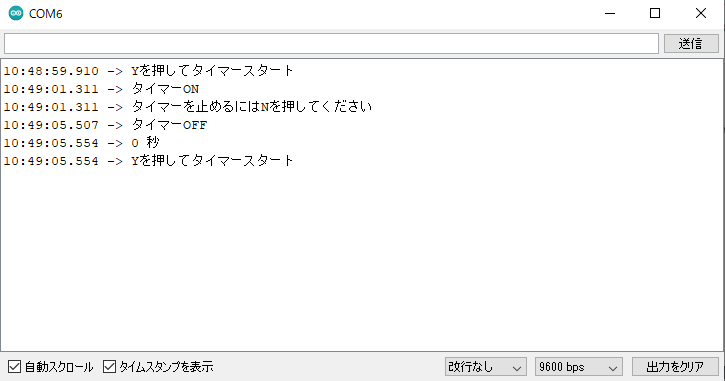 COM6
送信
10:48:59.910 -> Yを押してタイマースタート
10:49:01.311 -> タイマーON
10:49:01.311 -> タイマーを止めるにはNを押してください
10:49:05.507 -> タイマーOFF
10:49:05.554 -> 0 秒
10:49:05.554 -> Yを押してタイマースタート
自動スクロール タイムスタンプを表示 改行なし 9600 bps 出力をクリア